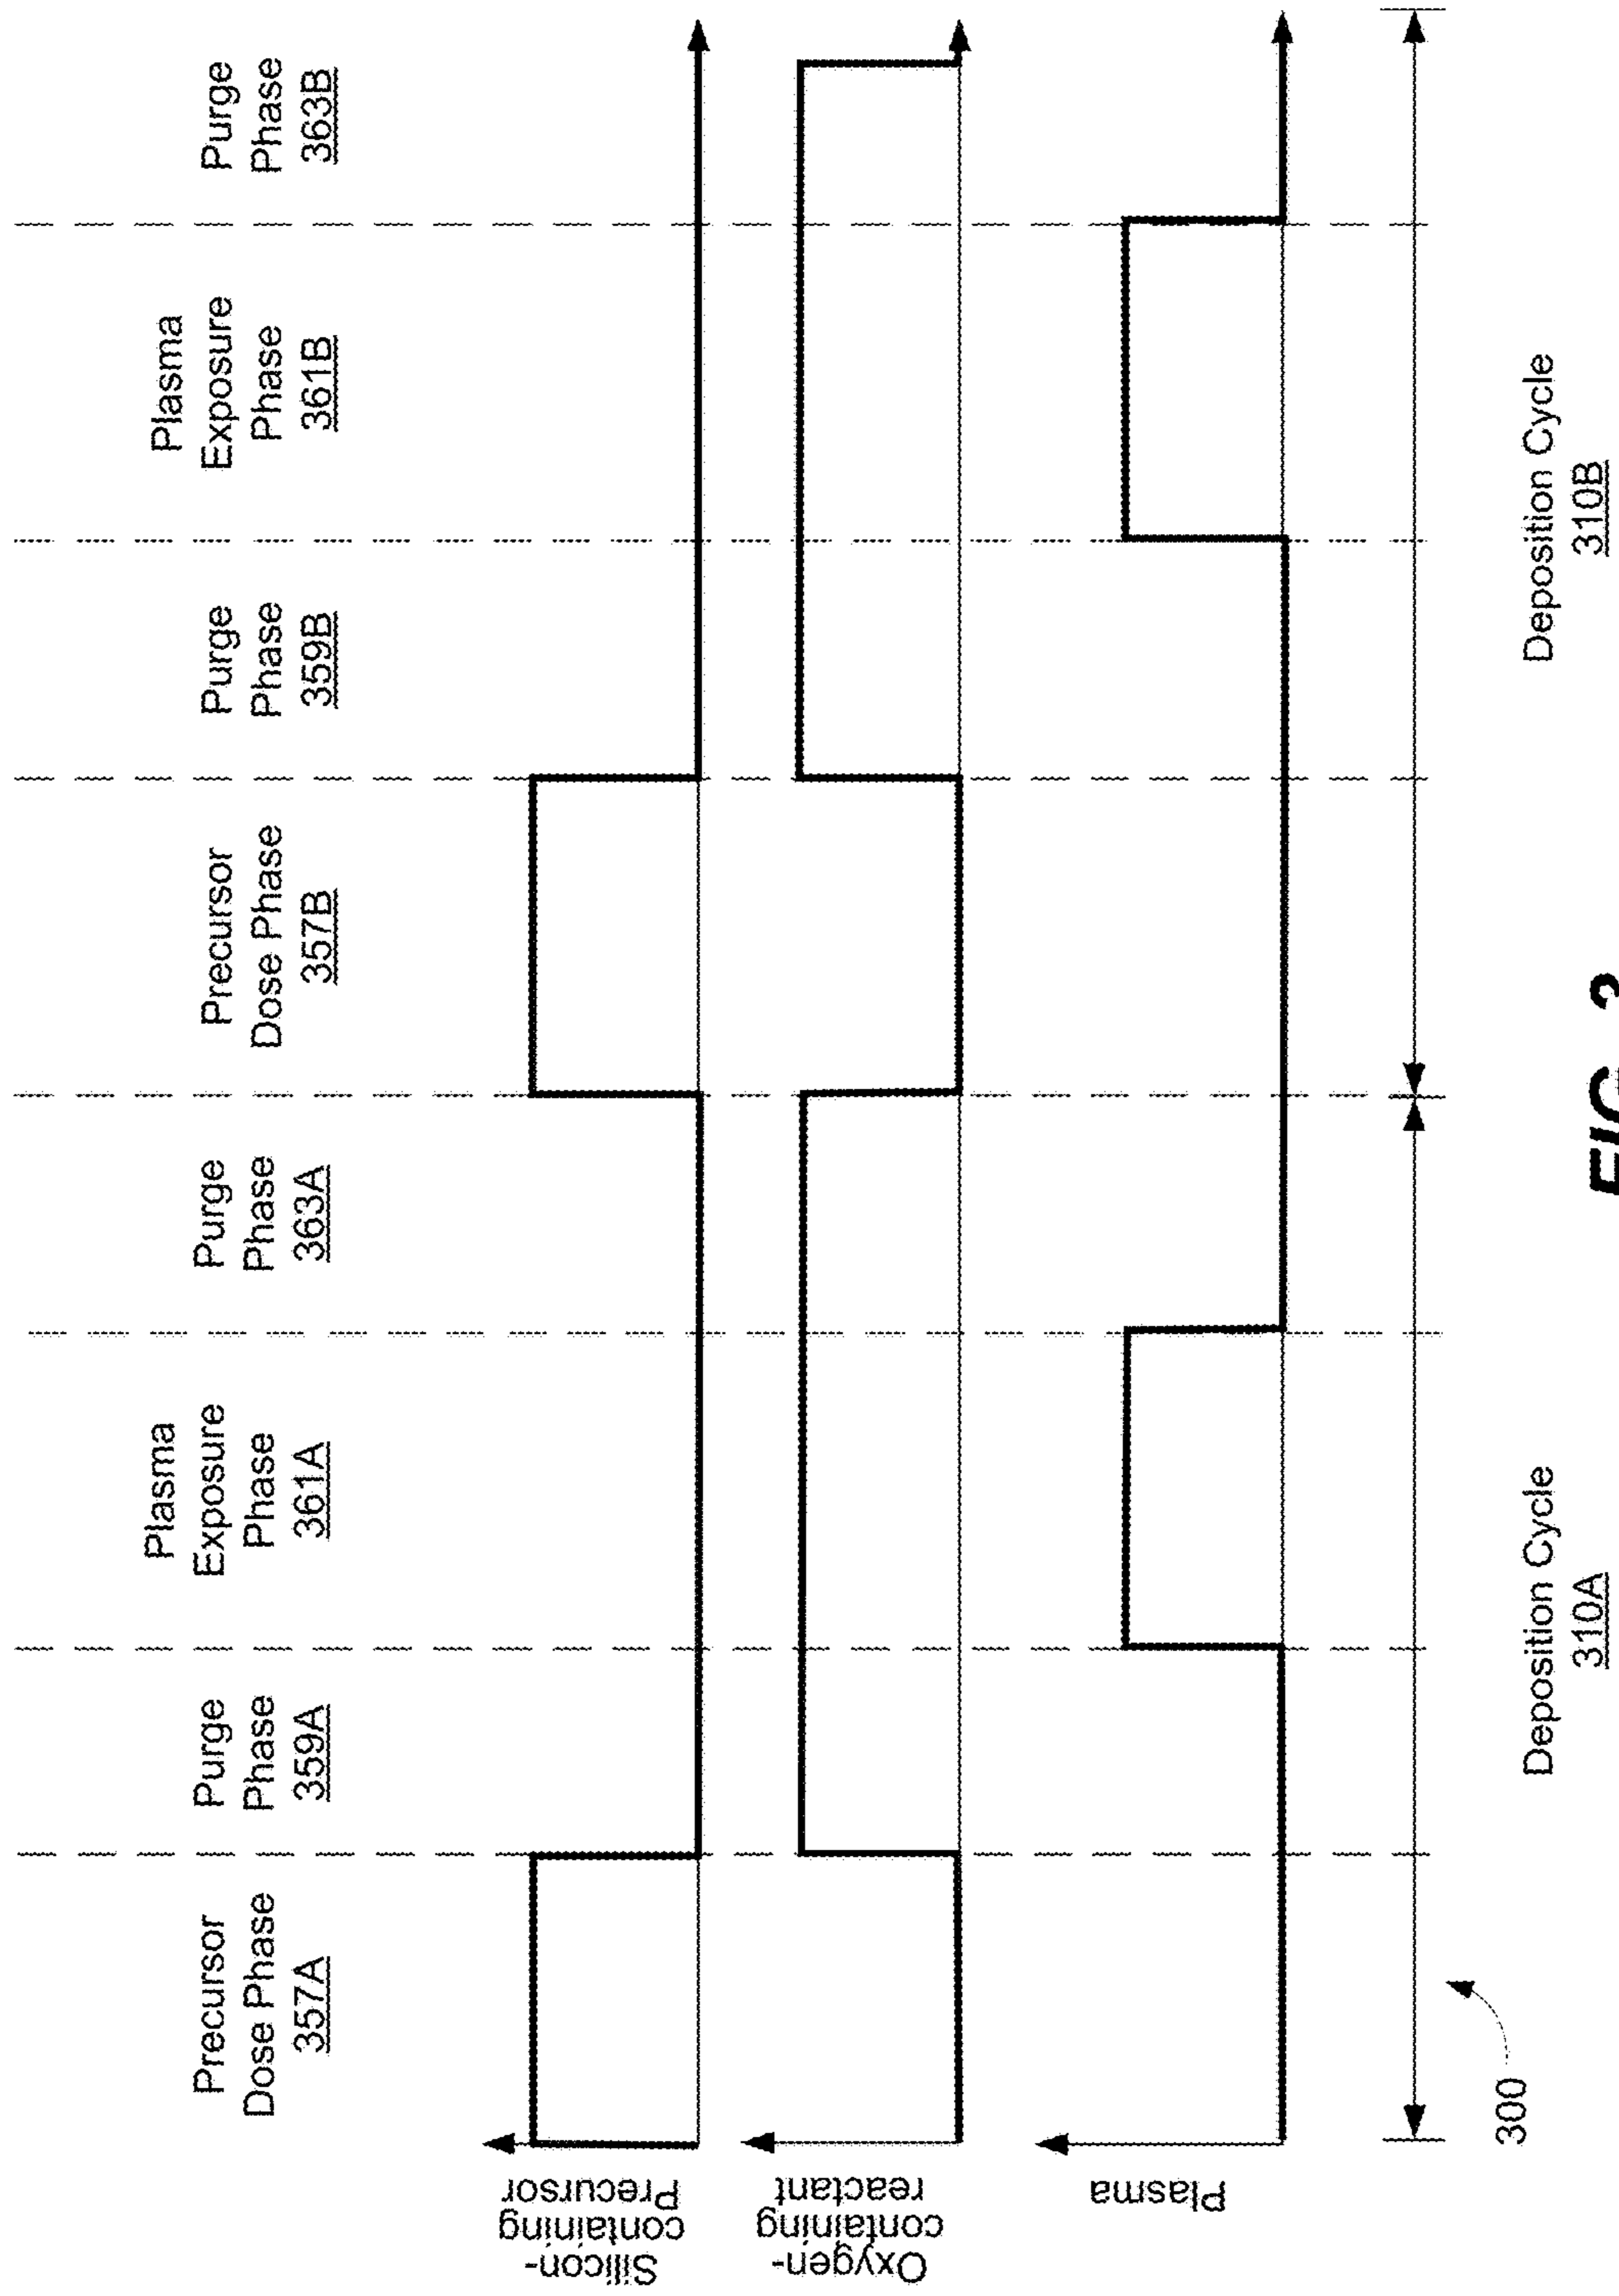 Precursor
Dose Phase
357A
Purge
Phase
359A
Plasma
Exposure
Phase
361A
Purge
Phase
363A
Precursor
Dose Phase
357B
Purge
Phase
359B
Plasma
Exposure
Phase
361B
Purge
Phase
363B
Silicon-
containing
Precursor
Oxygen-
containing
reactant
Plasma
300
Deposition Cycle
310A
Deposition Cycle
310B
FIG.